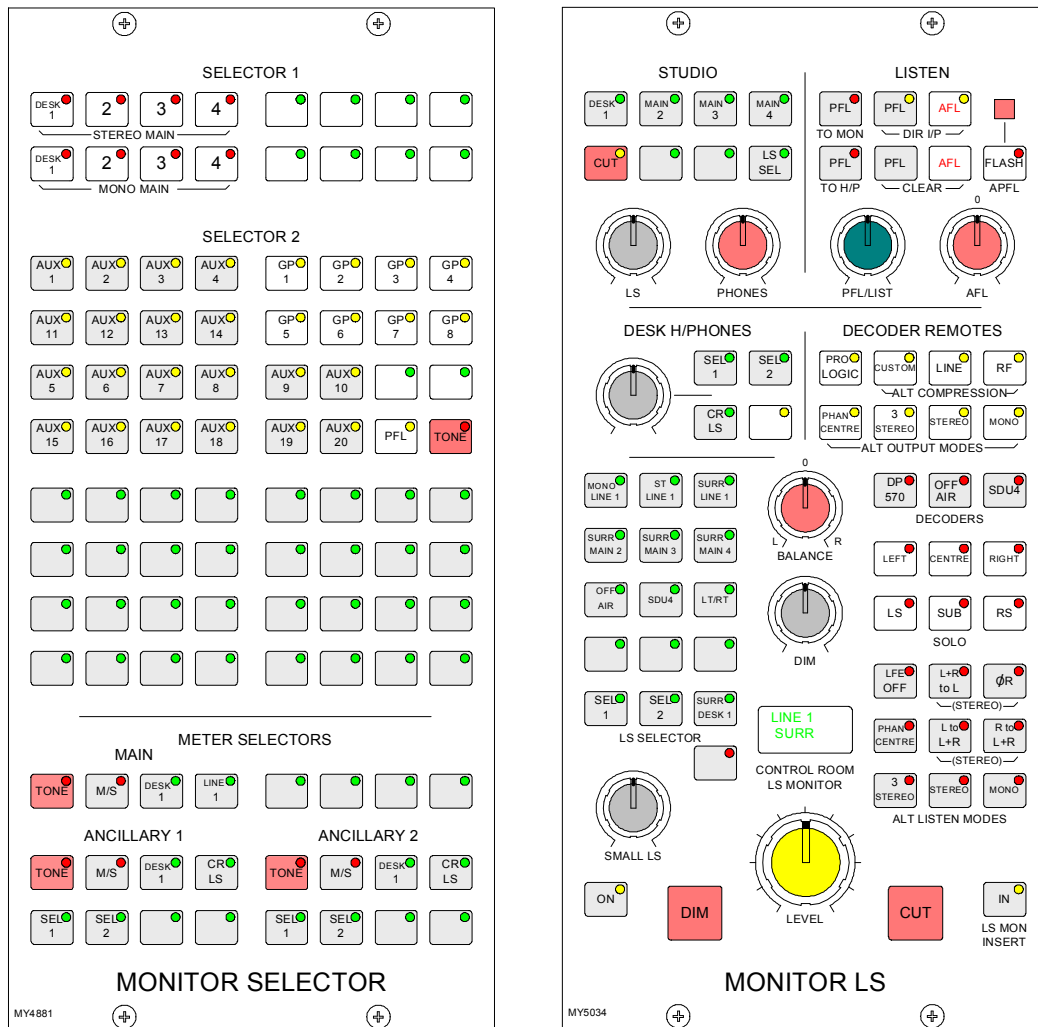 SELECTOR 1
DESK 1
2
3
4
STEREO MAIN
DESK 1
2
3
4
MONO MAIN
SELECTOR 2
AUX 1
AUX 2
AUX 3
AUX 4
GP 1
GP 2
GP 3
GP 4
AUX 11
AUX 12
AUX 13
AUX 14
GP 5
GP 6
GP 7
GP 8
AUX 5
AUX 6
AUX 7
AUX 8
AUX 9
AUX 10
AUX 15
AUX 16
AUX 17
AUX 18
AUX 19
AUX 20
PFL
TONE
METER SELECTORS
MAIN
TONE
M/S
DESK 1
LINE 1
ANCILLARY 1
ANCILLARY 2
TONE
M/S
DESK 1
CR LS
TONE
M/S
DESK 1
CR LS
SEL 1
SEL 2
SEL 1
SEL 2
MONITOR SELECTOR
MY4881
STUDIO
DESK 1
MAIN 2
MAIN 3
MAIN 4
CUT
LS SEL
LS
PHONES
LISTEN
PFL
TO MON
PFL
AFL
DIR I/P
PFL
TO H/P
PFL
AFL
CLEAR
FLASH
APFL
PFL/LIST
0
AFL
DESK H/PHONES
SEL 1
SEL 2
CR LS
DECODER REMOTES
PRO LOGIC
CUSTOM
LINE
RF
ALT COMPRESSION
PHAN CENTRE
3 STEREO
STEREO
MONO
ALT OUTPUT MODES
MONO LINE 1
ST LINE 1
SURR LINE 1
SURR MAIN 2
SURR MAIN 3
SURR MAIN 4
OFF AIR
SDU4
LT/RT
SEL 1
SEL 2
SURR DESK 1
LS SELECTOR
0
L
R
BALANCE
DIM
DP 570
OFF AIR
SDU4
DECODERS
LEFT
CENTRE
RIGHT
LS
SUB
RS
SOLO
LFE OFF
L+R to L
ØR
(STEREO)
PHAN CENTRE
L to L+R
R to L+R
(STEREO)
3 STEREO
STEREO
MONO
ALT LISTEN MODES
LINE 1
SURR
CONTROL ROOM
LS MONITOR
SMALL LS
LEVEL
ON
DIM
CUT
IN
LS MON
INSERT
MONITOR LS
MY5034